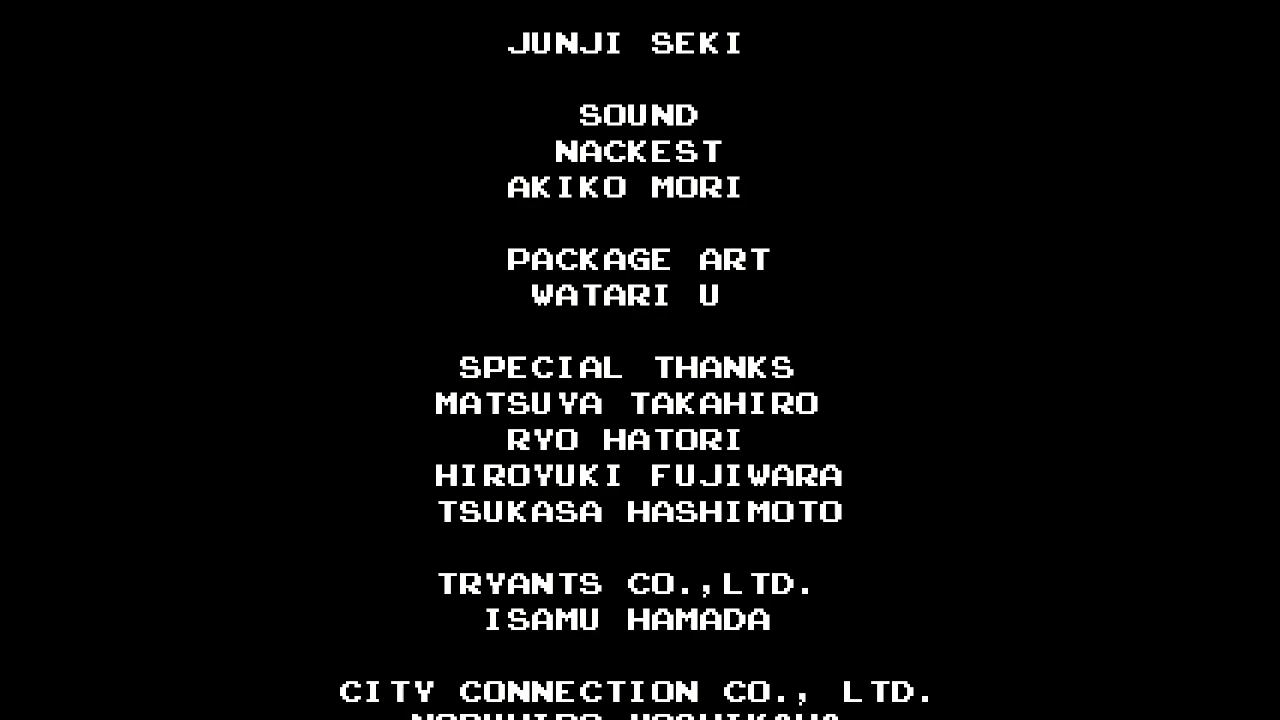 JUNJI SEKI
SOUND
NACKEST
AKIKO MORI
PACKAGE ART
WATARI U
SPECIAL THANKS
MATSUYA TAKAHIRO
RYO HATORI
HIROYUKI FUJIWARA
TSUKASA HASHIMOTO
TRYANTS CO.,LTD.
ISAMU HAMADA
CITY CONNECTION CO., LTD.